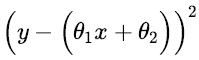 (y − (θ₁x + θ₂))²